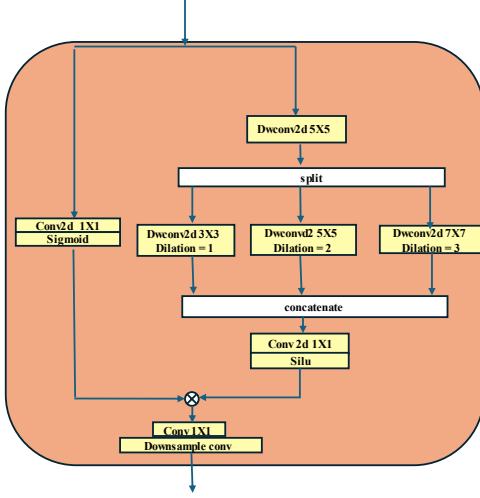 Dwconv2d 5X5
split
Conv2d 1X1
Sigmoid
Dwconv2d 3X3
Dilation = 1
Dwconvd2 5X5
Dilation = 2
Dwconv2d 7X7
Dilation = 3
concatenate
Conv 2d 1X1
Silu
Conv 1X1
Downsample conv